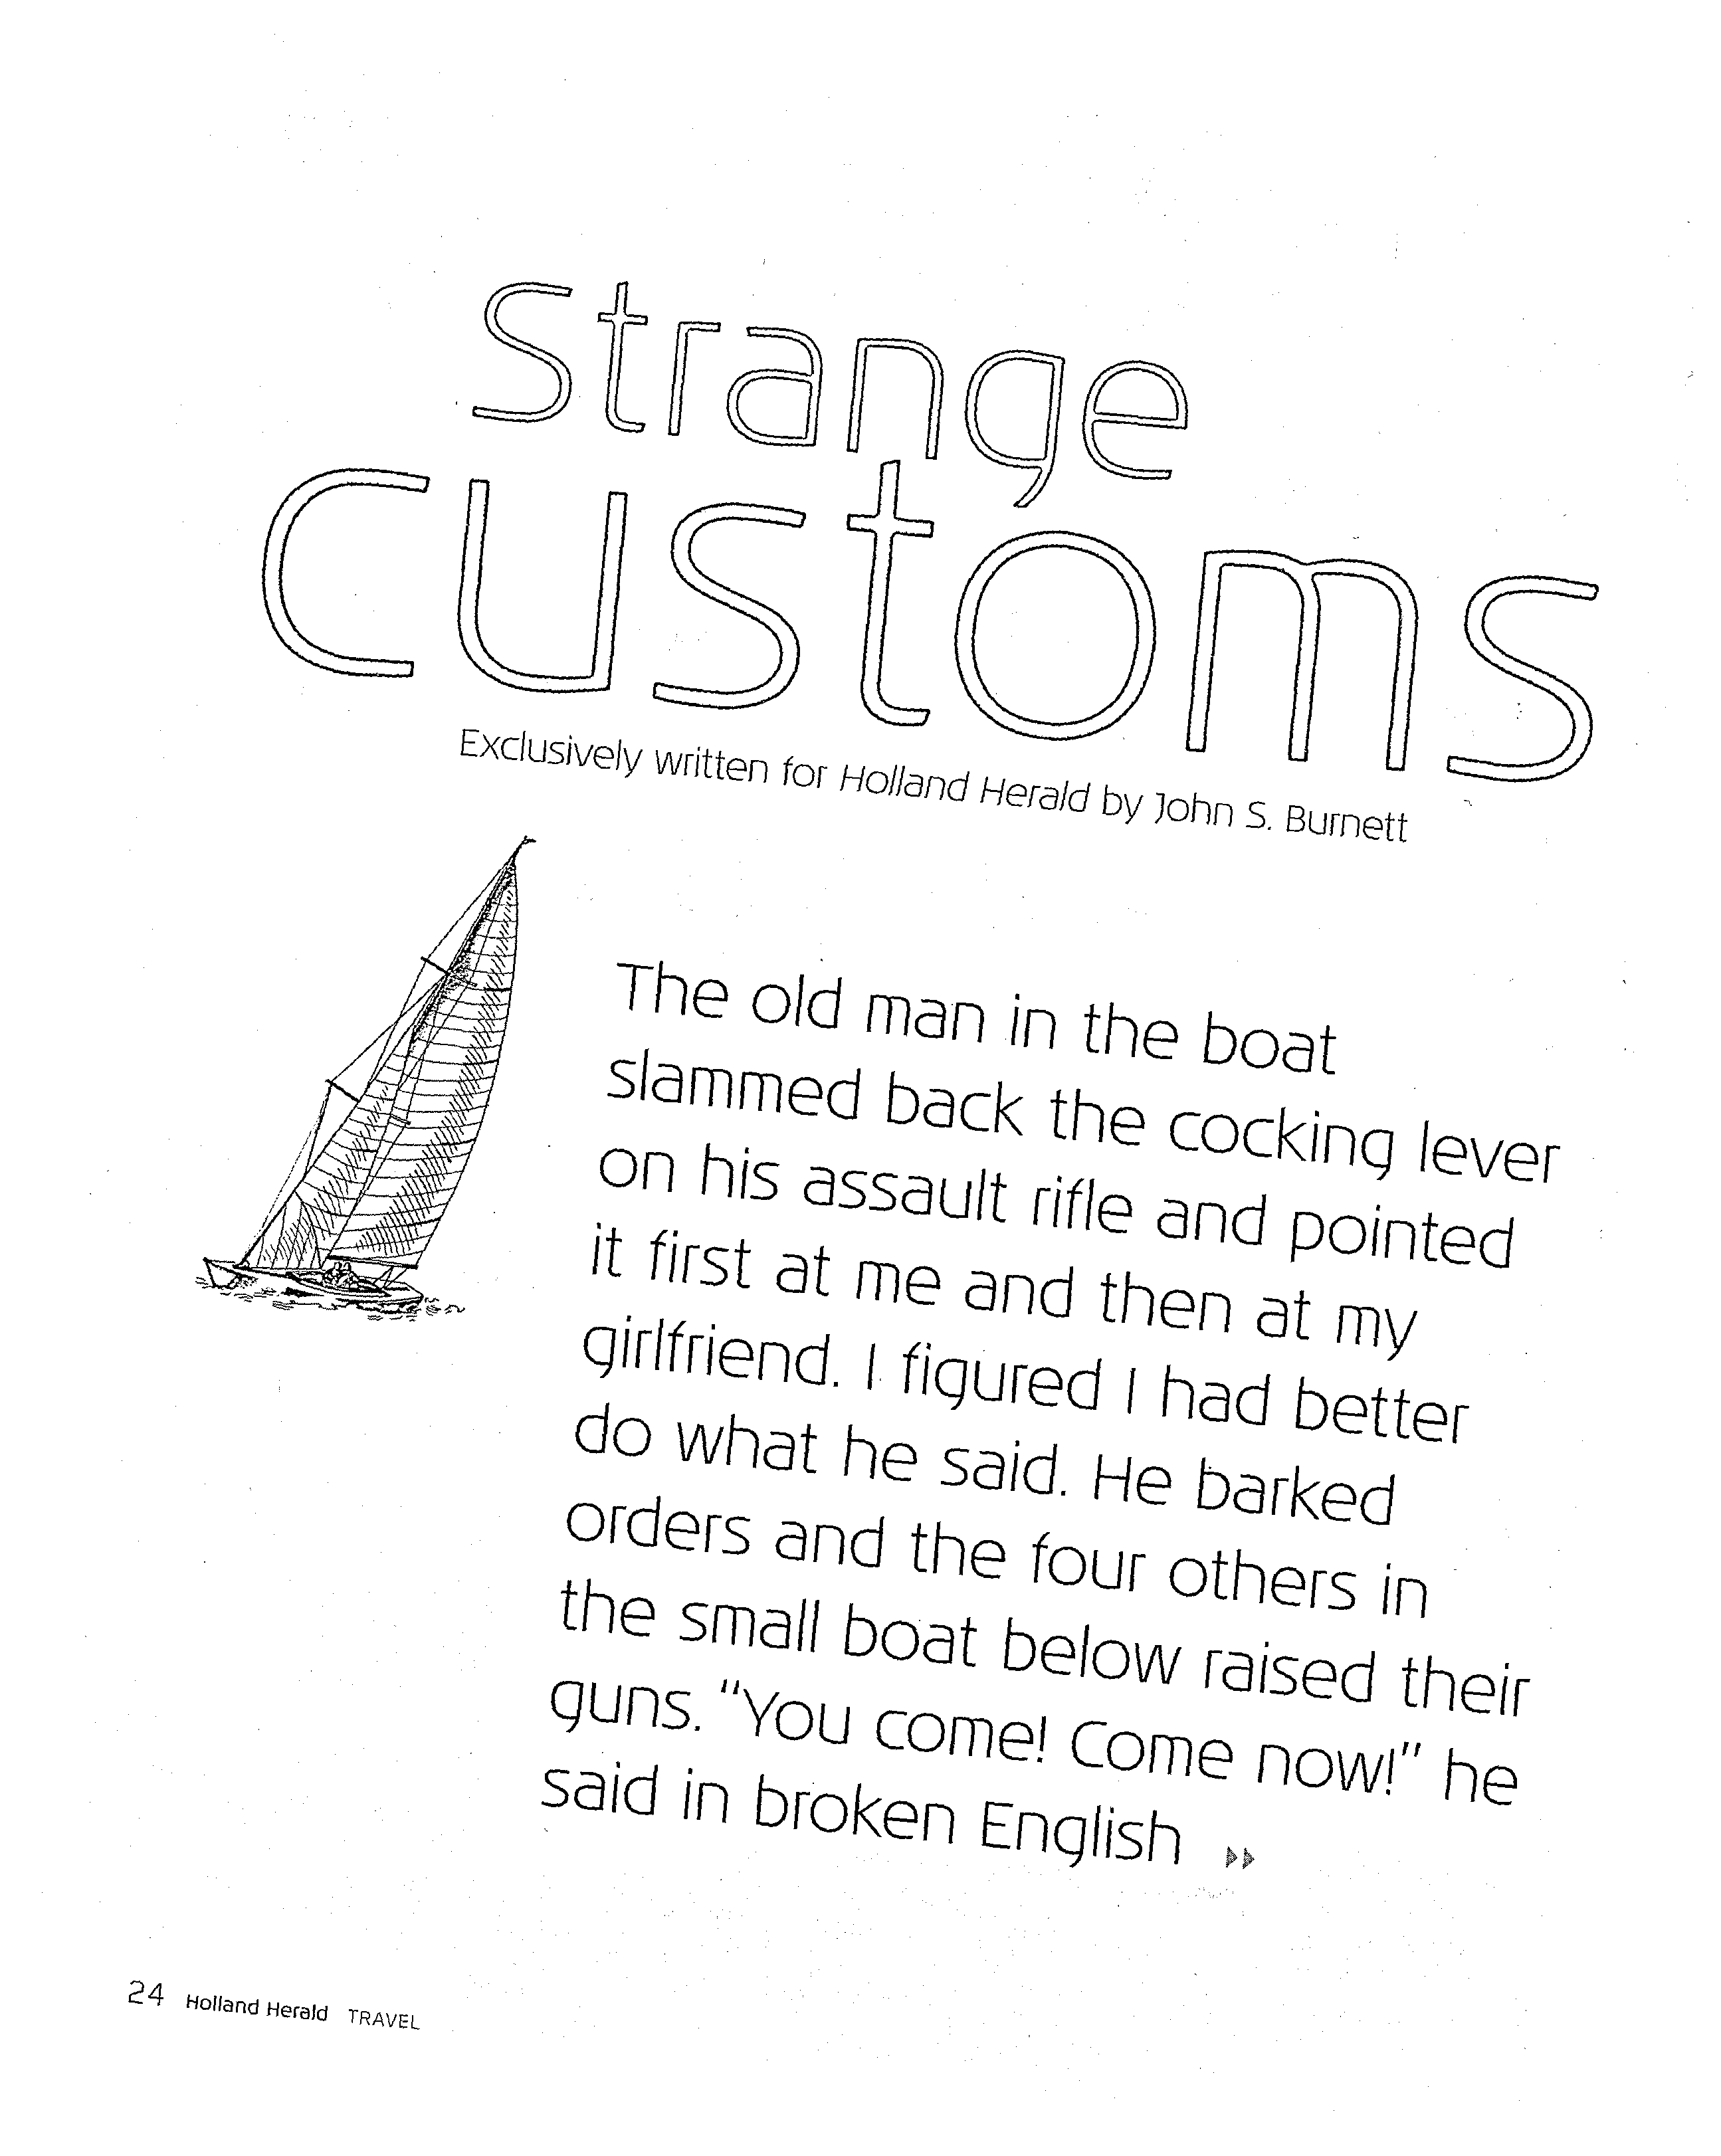 Strange
customs
Exclusively written for Holland Herald by John S. Burnett
The old man in the boat
slammed back the cocking lever
on his assault rifle and pointed
it first at me and then at my
girlfriend. I figured I had better
do what he said. He barked
orders and the four others in
the small boat below raised their
guns. "You come! Come now!" he
said in broken English
24 Holland Herald TRAVEL